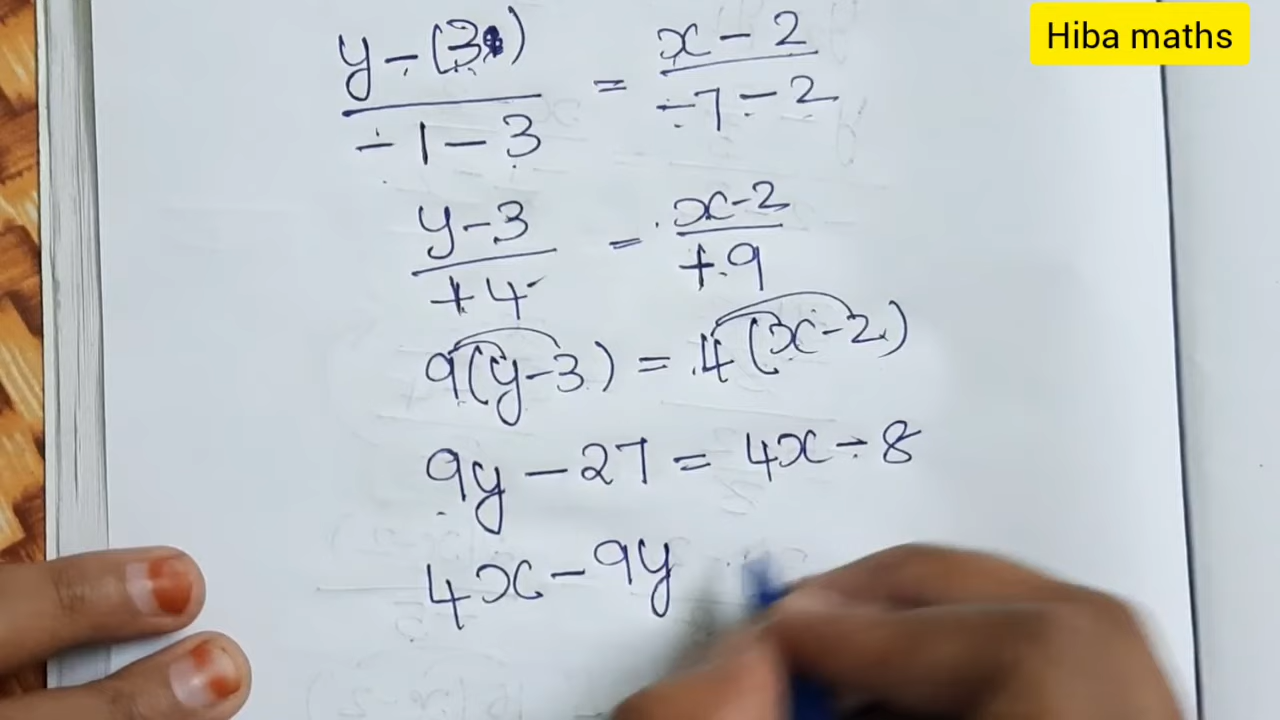 Hiba maths
y-(3) = x-2
-1-3 -7-2
y-3 = x-2
+4 +9
9(y-3) = 4(x-2)
9y-27 = 4x-8
4x-9y